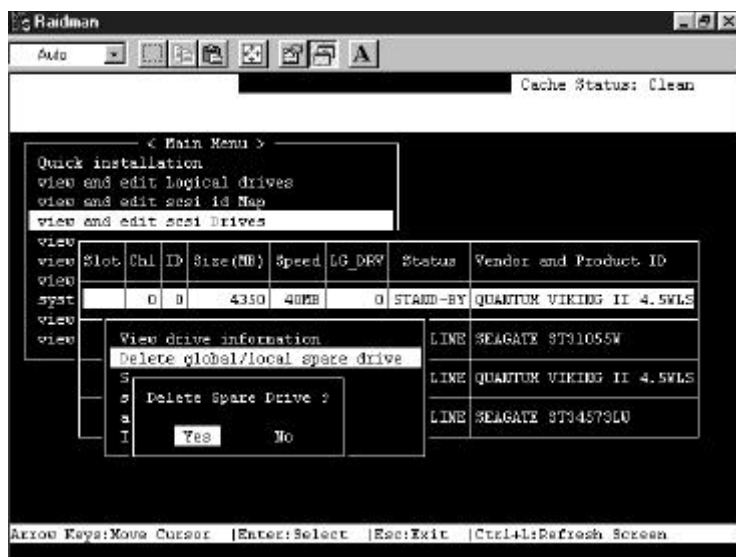 Raidman
Auto
A
Cache Status: Clean
< Main Menu >
Quick installation
view and edit Logical drives
view and edit scsi id Map
view and edit scsi Drives
view
view Slot Chl ID Size(MB) Speed LG_DRV Status Vendor and Product ID
view
syst 0 0 4350 40MB 0 STAND-BY QUANTUM VIKING II 4.5WLS
view
view View drive information LINE SEAGATE ST31055W
Delete global/local spare drive
S LINE QUANTUM VIKING II 4.5WLS
s Delete Spare Drive ?
a LINE SEAGATE ST34573LW
I Yes No
Arrow Keys:Move Cursor |Enter:Select |Esc:Exit |Ctrl+L:Refresh Screen